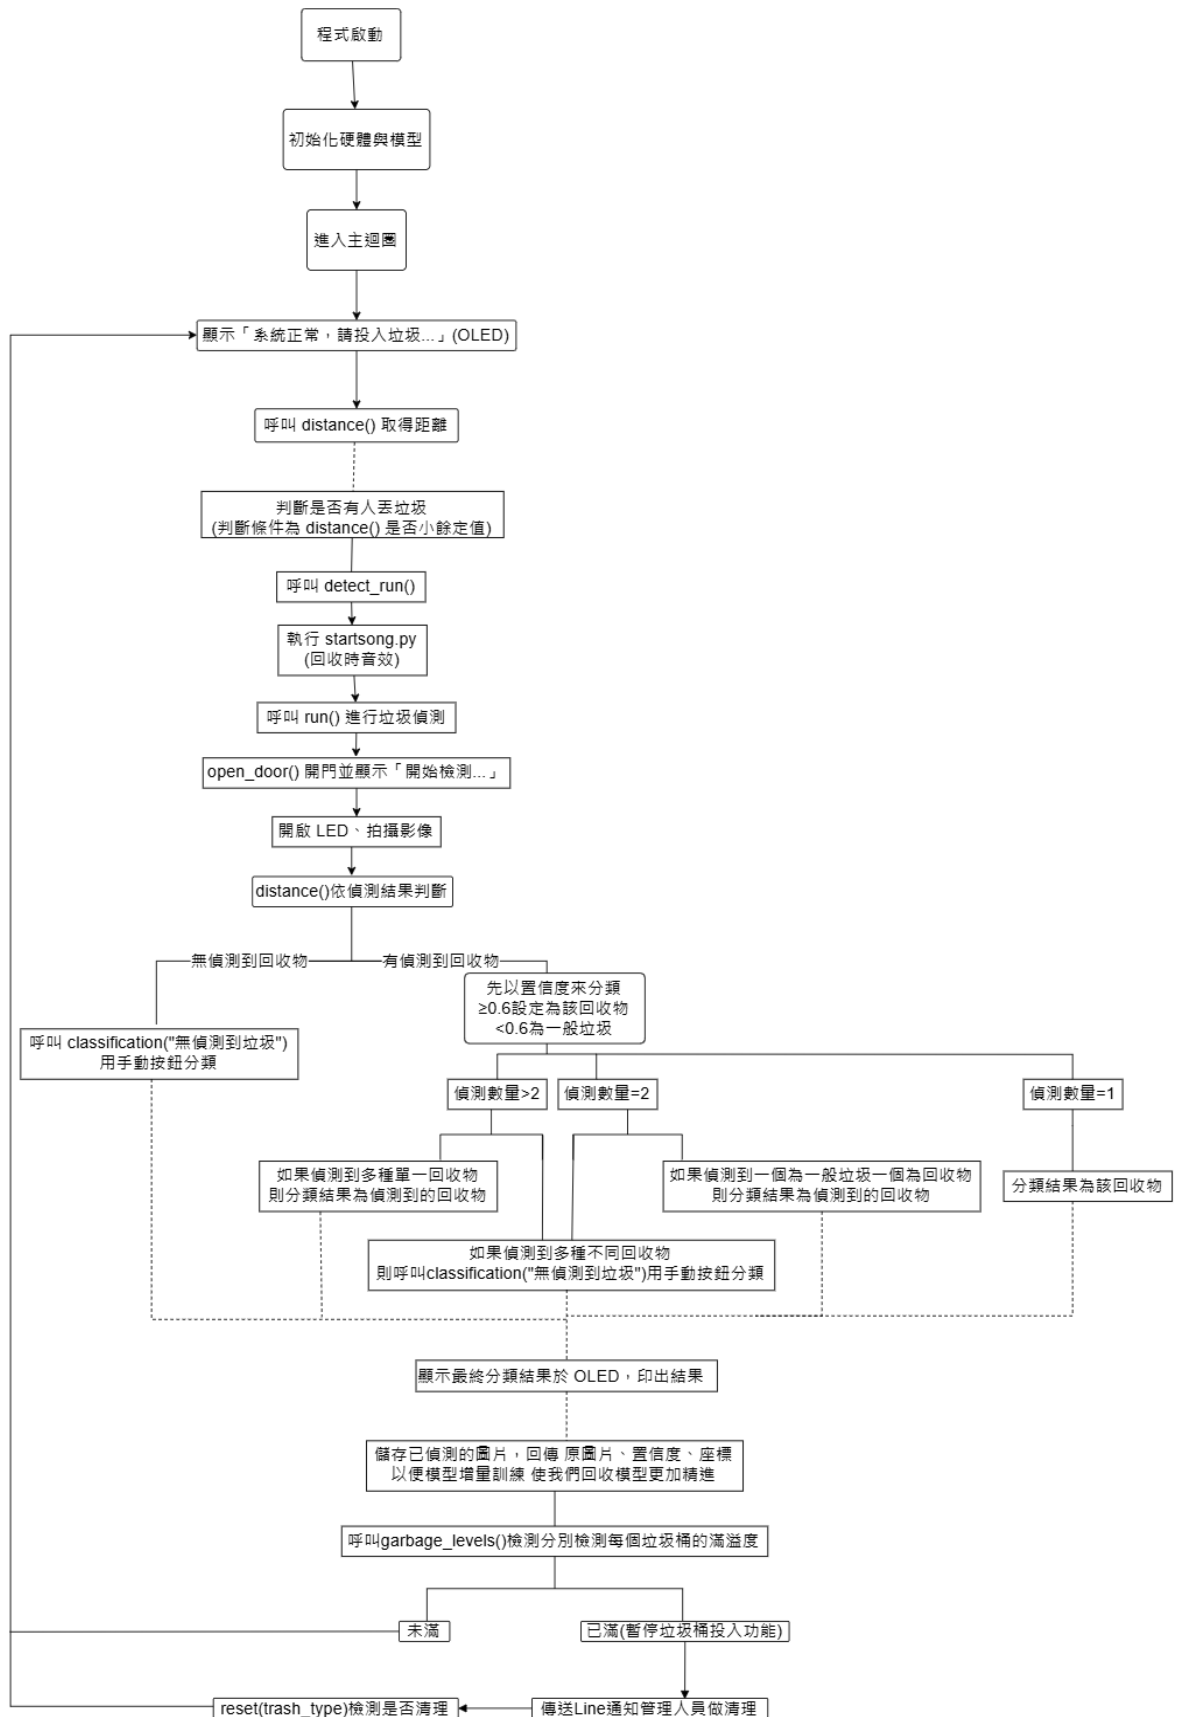 程式啟動
初始化硬體與模型
進入主迴圈
顯示「系統正常，請投入垃圾...」(OLED)
呼叫 distance() 取得距離
判斷是否有人丟垃圾
(判斷條件為 distance() 是否小餘定值)
呼叫 detect_run()
執行 startsong.py
(回收時音效)
呼叫 run() 進行垃圾偵測
open_door() 開門並顯示「開始檢測...」
開啟 LED、拍攝影像
distance()依偵測結果判斷
無偵測到回收物
有偵測到回收物
先以置信度來分類
≥0.6設定為該回收物
<0.6為一般垃圾
呼叫 classification("無偵測到垃圾")
用手動按鈕分類
偵測數量>2
偵測數量=2
偵測數量=1
如果偵測到多種單一回收物
則分類結果為偵測到的回收物
如果偵測到一個為一般垃圾一個為回收物
則分類結果為偵測到的回收物
分類結果為該回收物
如果偵測到多種不同回收物
則呼叫classification("無偵測到垃圾")用手動按鈕分類
顯示最終分類結果於 OLED，印出結果
儲存已偵測的圖片，回傳 原圖片、置信度、座標
以便模型增量訓練 使我們回收模型更加精進
呼叫garbage_levels()檢測分別檢測每個垃圾桶的滿溢度
未滿
已滿(暫停垃圾桶投入功能)
reset(trash_type)檢測是否清理
傳送Line通知管理人員做清理